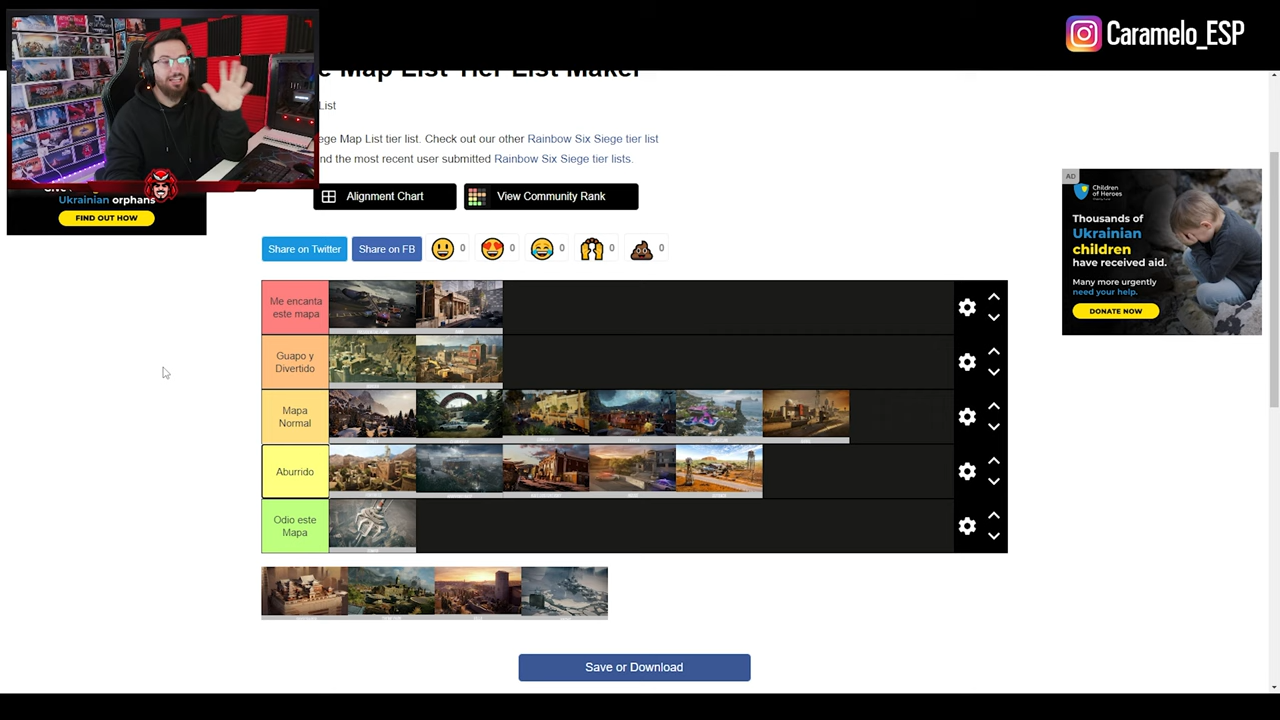 Caramelo_ESP
e Map List Tier List Maker
List
ege Map List tier list. Check out our other Rainbow Six Siege tier list
nd the most recent user submitted Rainbow Six Siege tier lists.
Ukrainian orphans
FIND OUT HOW
Alignment Chart
View Community Rank
Share on Twitter
Share on FB
0
0
0
0
0
AD
Children
of Heroes
Thousands of
Ukrainian
children
have received aid.
Many more urgently
need your help.
DONATE NOW
Me encanta
este mapa
Guapo y
Divertido
Mapa
Normal
Aburrido
Odio este
Mapa
Save or Download